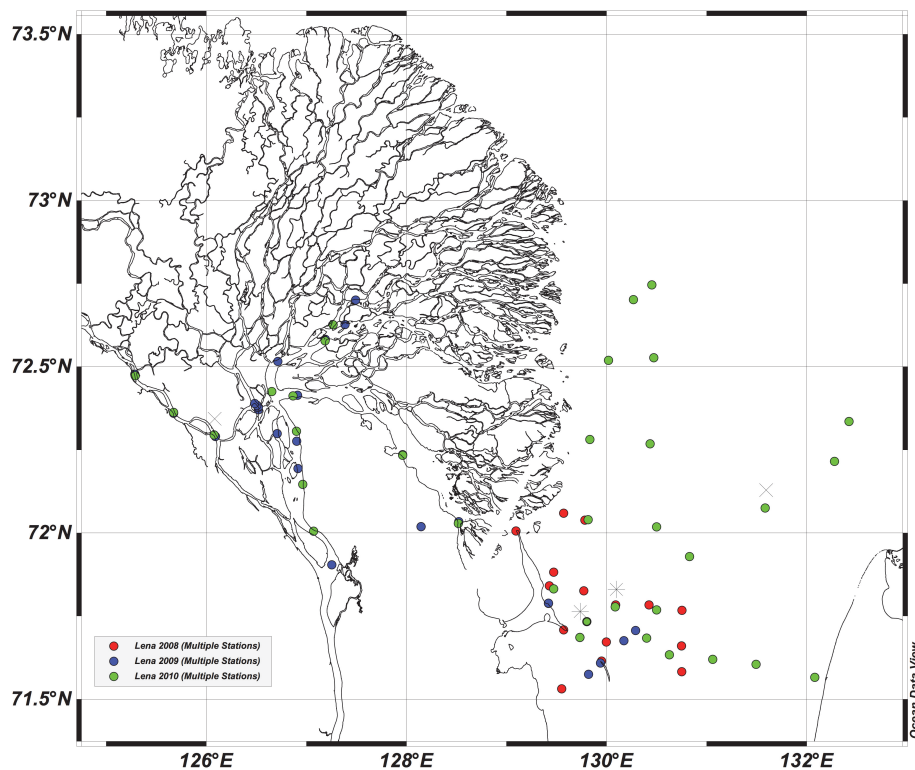 73.5°N
73°N
72.5°N
72°N
71.5°N
Lena 2008 (Multiple Stations)
Lena 2009 (Multiple Stations)
Lena 2010 (Multiple Stations)
126°E
128°E
130°E
132°E
Ocean Data View